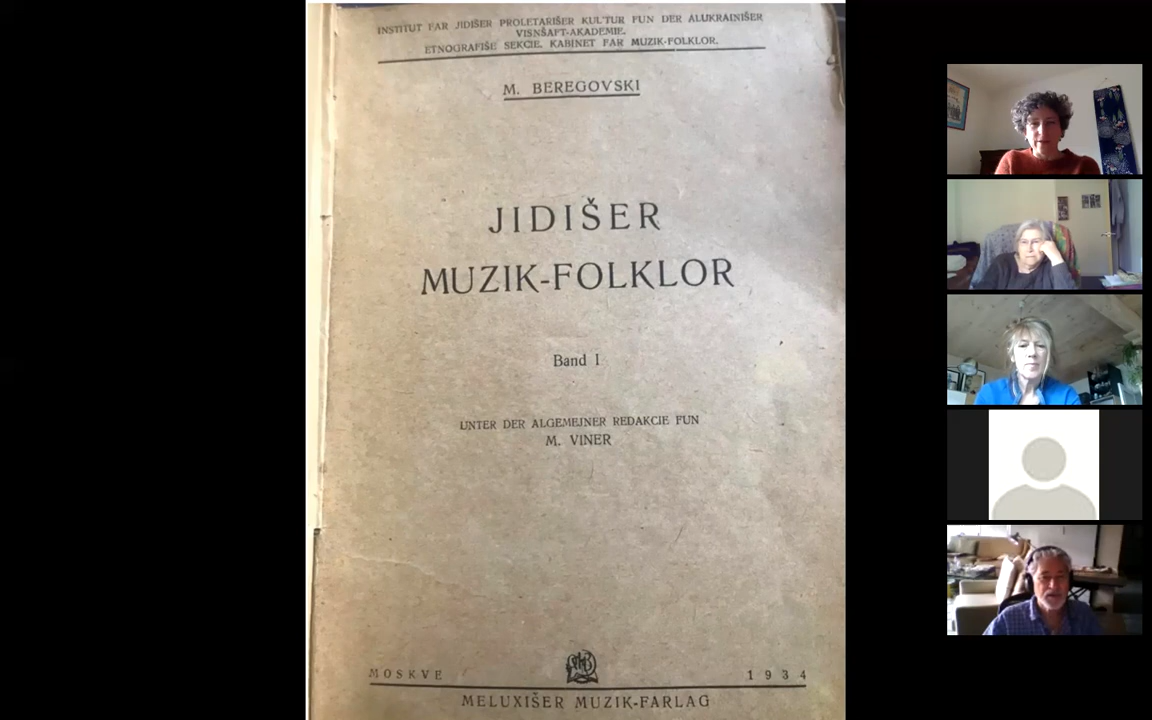 INSTITUT FAR JIDIŠER PROLETARIŠER KULTUR FUN DER ALUKRAINIŠER
VISNŠAFT-AKADEMIE.
ETNOGRAFIŠE SEKCIE. KABINET FAR MUZIK-FOLKLOR.
M. BEREGOVSKI
JIDIŠER
MUZIK-FOLKLOR
Band I
UNTER DER ALGEMEJNER REDAKCIE FUN
M. VINER
MOSKVE 1934
MELUXIŠER MUZIK-FARLAG